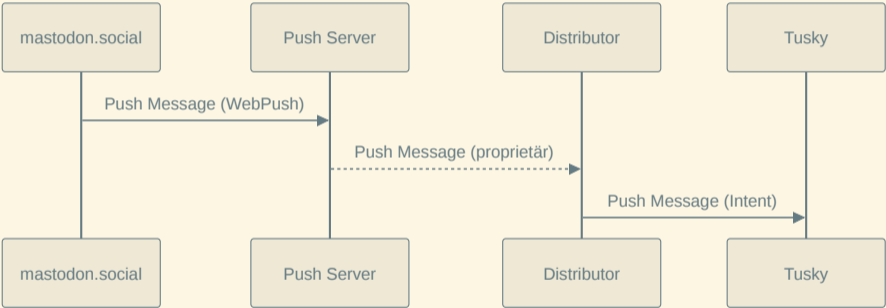 mastodon.social
Push Server
Distributor
Tusky
Push Message (WebPush)
Push Message (proprietär)
Push Message (Intent)
mastodon.social
Push Server
Distributor
Tusky